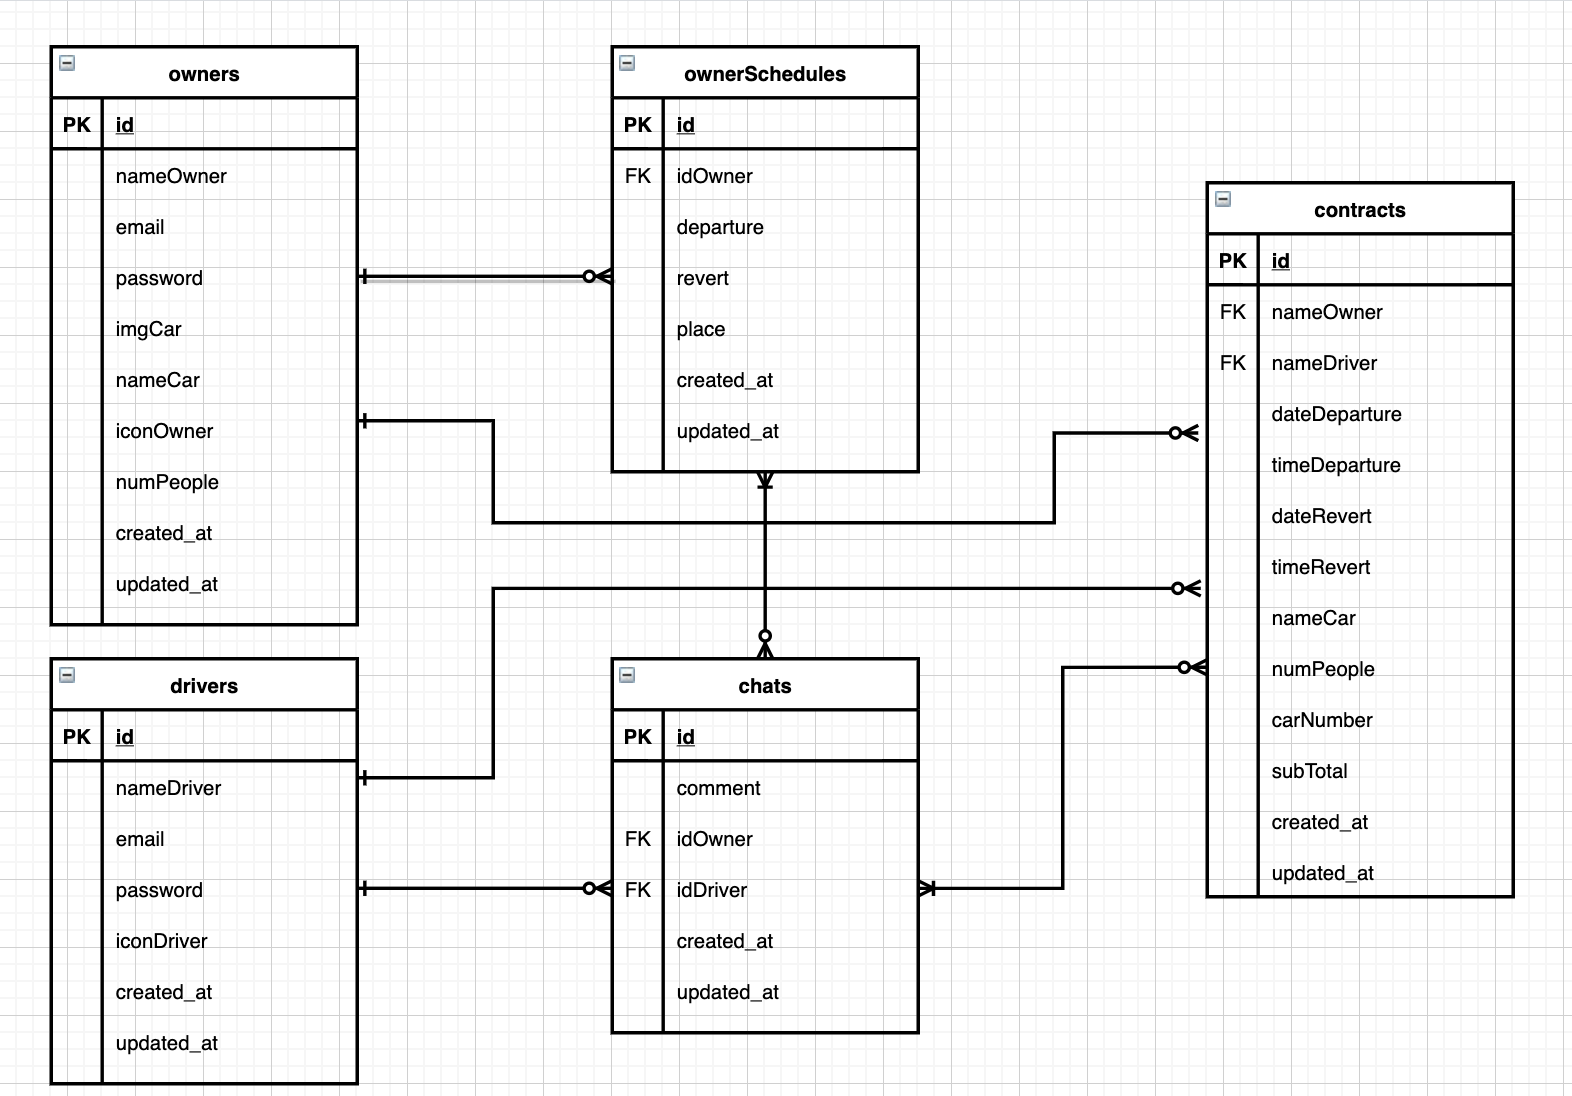 owners
PK id
nameOwner
email
password
imgCar
nameCar
iconOwner
numPeople
created_at
updated_at
ownerSchedules
PK id
FK idOwner
departure
revert
place
created_at
updated_at
contracts
PK id
FK nameOwner
FK nameDriver
dateDeparture
timeDeparture
dateRevert
timeRevert
nameCar
numPeople
carNumber
subTotal
created_at
updated_at
drivers
PK id
nameDriver
email
password
iconDriver
created_at
updated_at
chats
PK id
comment
FK idOwner
FK idDriver
created_at
updated_at